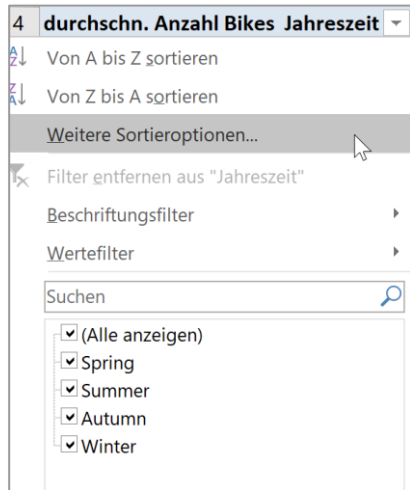 4 durchschn. Anzahl Bikes Jahreszeit
Von A bis Z sortieren
Von Z bis A sortieren
Weitere Sortieroptionen...
Filter entfernen aus "Jahreszeit"
Beschriftungsfilter
Wertefilter
Suchen
(Alle anzeigen)
Spring
Summer
Autumn
Winter